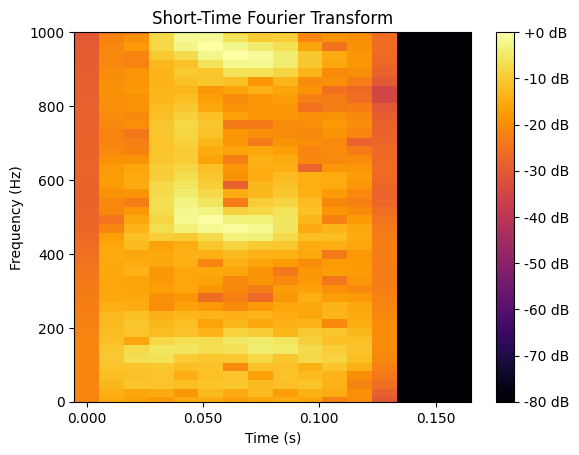 Short-Time Fourier Transform
1000
800
600
400
200
0
Frequency (Hz)
0.000
0.050
0.100
0.150
Time (s)
+0 dB
-10 dB
-20 dB
-30 dB
-40 dB
-50 dB
-60 dB
-70 dB
-80 dB